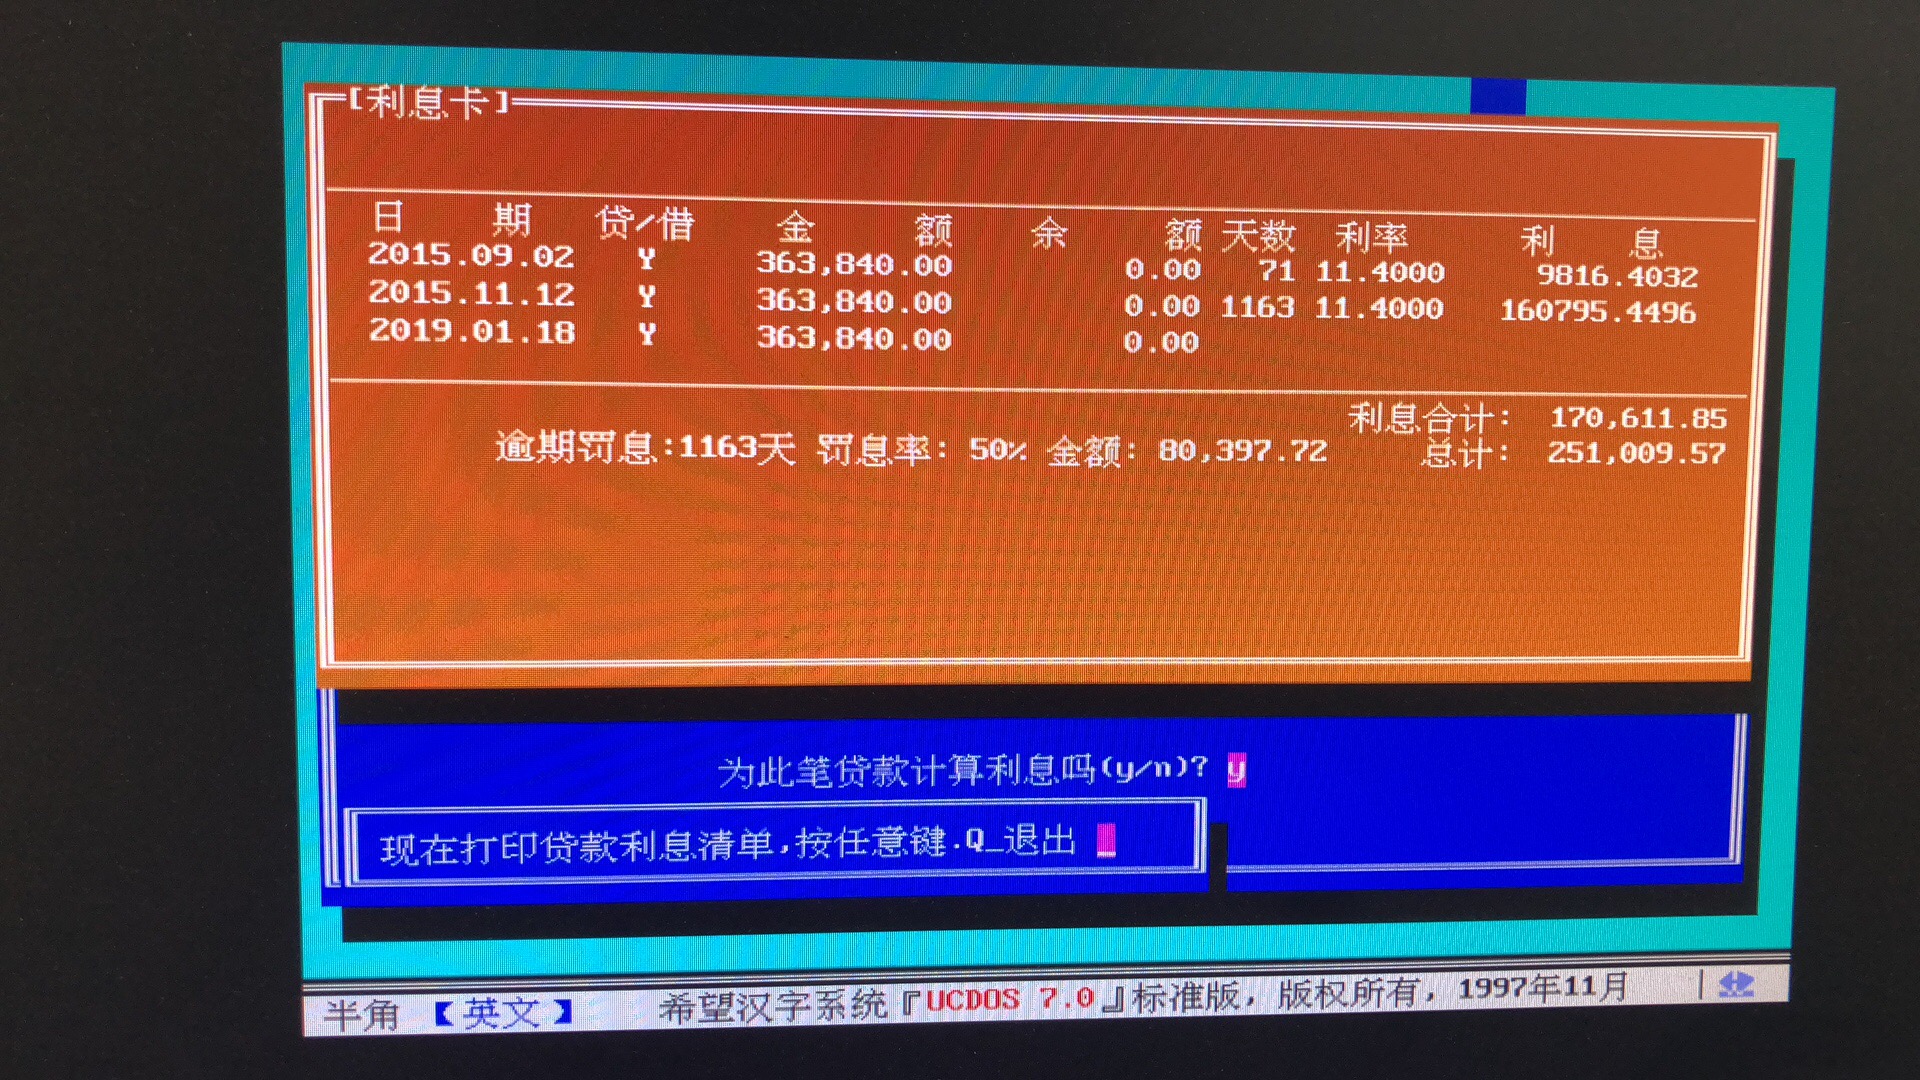 [利息卡]
日 期 贷/借 金 额 余 额 天数 利率 利 息
2015.09.02 Y 363,840.00 0.00 71 11.4000 9816.4032
2015.11.12 Y 363,840.00 0.00 1163 11.4000 160795.4496
2019.01.18 Y 363,840.00 0.00
利息合计: 170,611.85
逾期罚息:1163天 罚息率: 50% 金额: 80,397.72 总计: 251,009.57
为此笔贷款计算利息吗(y/n)? y
现在打印贷款利息清单,按任意键.Q_退出
半角 【英文】 希望汉字系统『UCDOS 7.0』标准版，版权所有，1997年11月